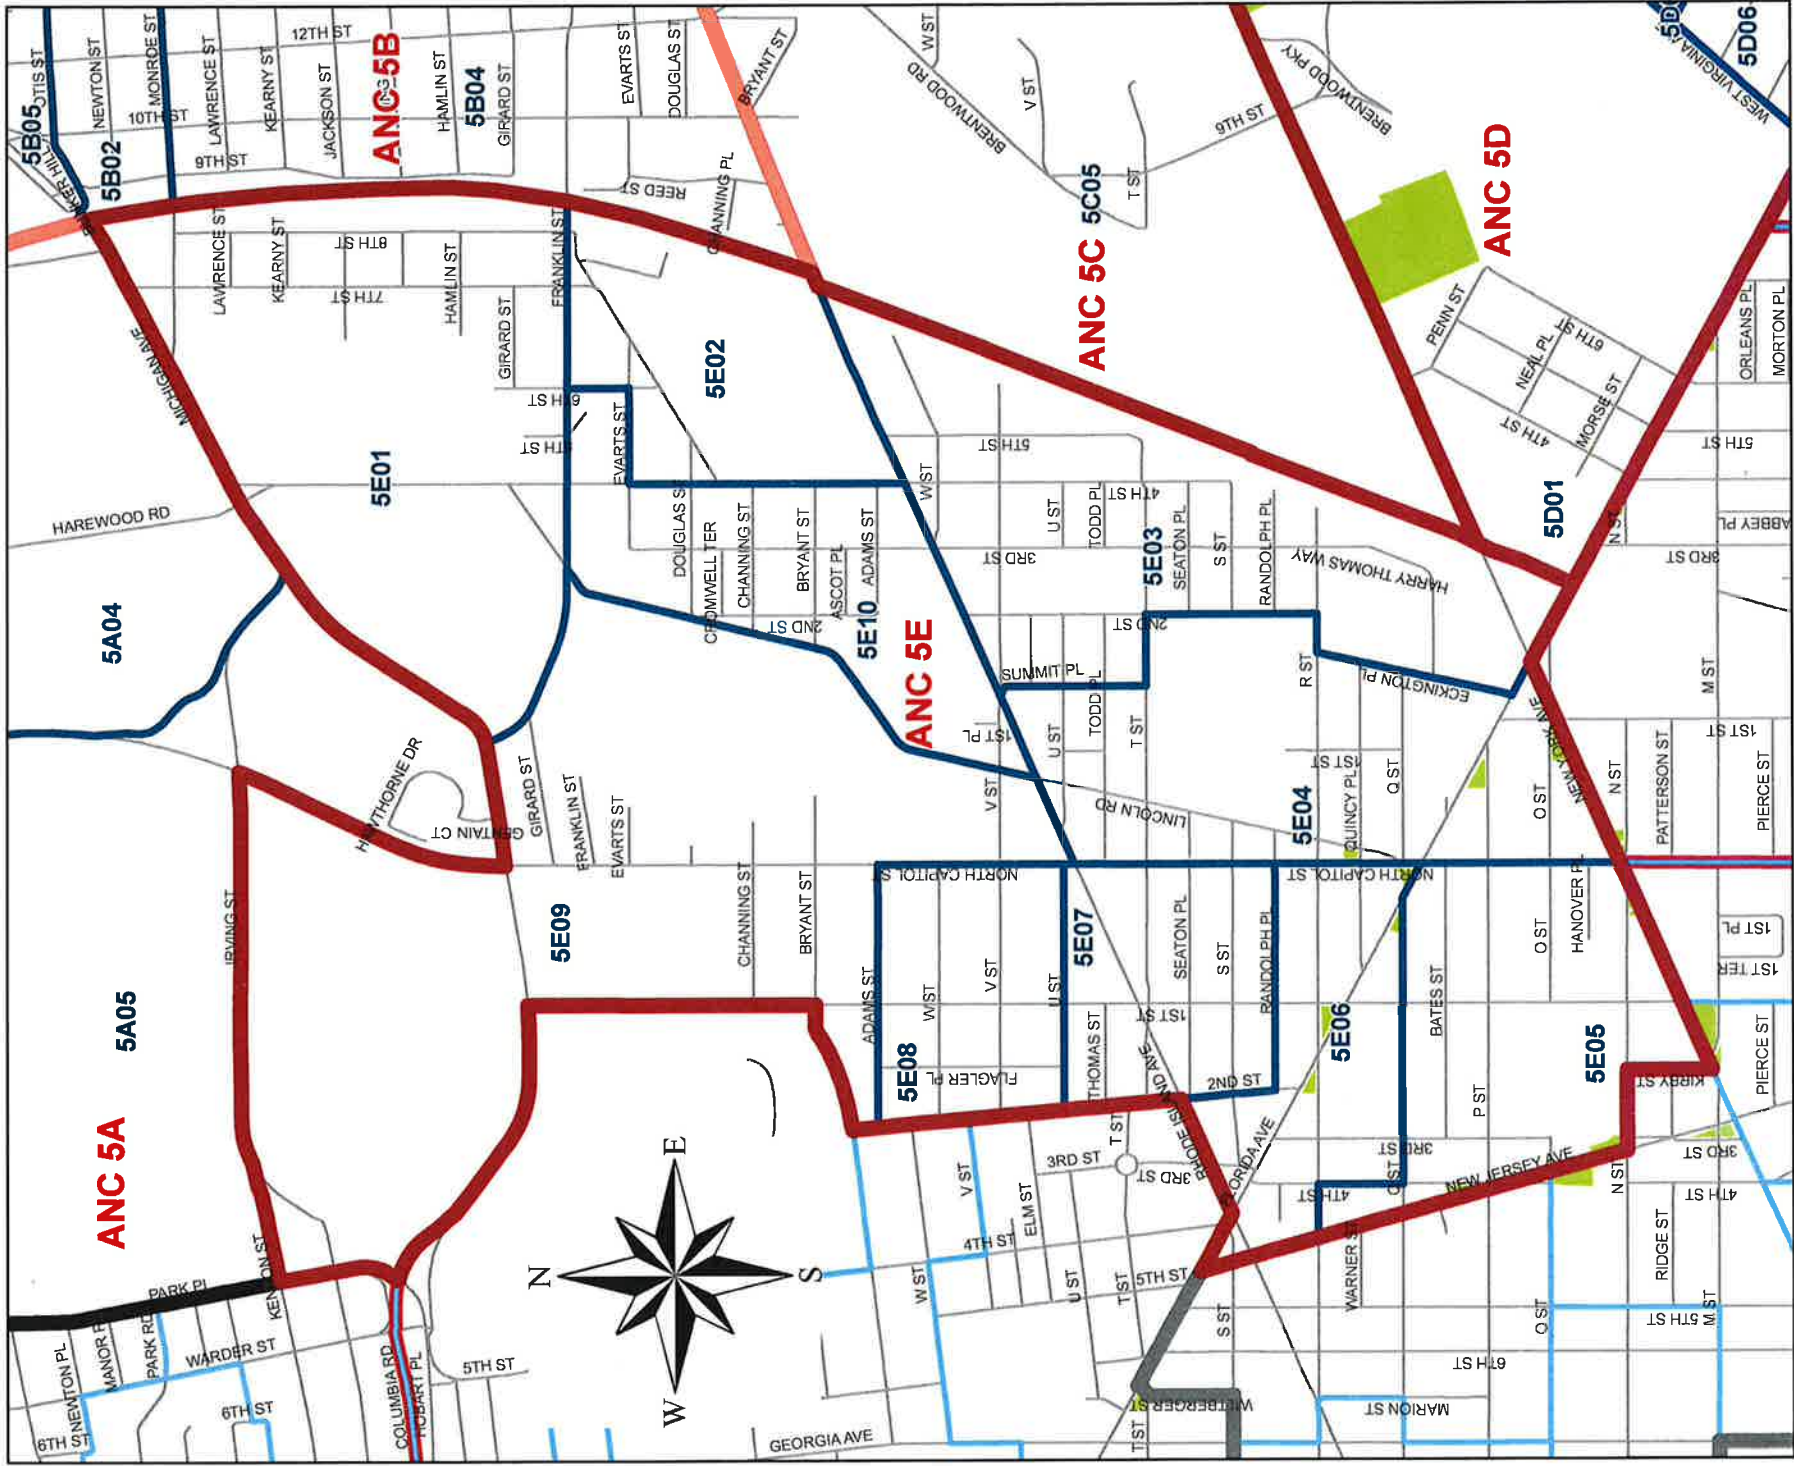 5B05
OTIS ST
NEWTON ST
MONROE ST
LAWRENCE ST
KEARNY ST
12TH ST
JACKSON ST
ANC 5B
HAMLIN ST
5B04
GIRARD ST
EVARTS ST
DOUGLAS ST
BRYANT ST
W ST
BRENTWOOD RD
V ST
9TH ST
BRENTWOOD PKY
WEST VIRGINIA
5D06
5B02
10TH ST
9TH ST
REED ST
CHANNING PL
5C05
T ST
ANC 5D
LAWRENCE ST
KEARNY ST
8TH ST
7TH ST
HAMLIN ST
GIRARD ST
FRANKLIN ST
MICHIGAN AVE
5E02
ANC 5C
PENN ST
NEAL PL
6TH ST
MORSE ST
4TH ST
ORLEANS PL
MORTON PL
5TH ST
HAREWOOD RD
5E01
6TH ST
EVARTS ST
DOUGLAS ST
CROMWELL TER
CHANNING ST
BRYANT ST
ASCOT PL
ADAMS ST
2ND ST
W ST
5TH ST
3RD ST
U ST
TODD PL
4TH ST
5E03
SEATON PL
S ST
RANDOLPH PL
HARRY THOMAS WAY
5D01
N ST
ABBEY PL
3RD ST
5A04
5E10
ANC 5E
SUMMIT PL
TODD PL
2ND ST
R ST
ECKINGTON PL
M ST
HAWTHORNE DR
GERTAIN CT
GIRARD ST
FRANKLIN ST
EVARTS ST
1ST PL
V ST
U ST
T ST
LINCOLN RD
5E04
1ST ST
QUINCY PL
Q ST
NEW YORK AVE
O ST
N ST
PATTERSON ST
1ST ST
PIERCE ST
IRVING ST
5E09
CHANNING ST
BRYANT ST
NORTH CAPITOL ST
NORTH CAPITOL ST
5E07
SEATON PL
S ST
RANDOLPH PL
O ST
HANOVER PL
1ST PL
1ST TER
5A05
ADAMS ST
W ST
V ST
U ST
5E08
FLAGLER PL
THOMAS ST
1ST ST
RHODE ISLAND AVE
2ND ST
5E06
BATES ST
P ST
5E05
KIRBY ST
PIERCE ST
ANC 5A
PARK PL
KENYON ST
N
E
S
W
V ST
3RD ST
ELM ST
4TH ST
T ST
3RD ST
FLORIDA AVE
4TH ST
3RD ST
Q ST
NEW JERSEY AVE
N ST
3RD ST
4TH ST
NEWTON PL
PARK RD
WARDER ST
6TH ST
6TH ST
COLUMBIA RD
HOBART PL
5TH ST
GEORGIA AVE
W ST
U ST
T ST
5TH ST
S ST
WARNER ST
RIDGE ST
5TH ST
M ST
6TH ST
T ST
WILTBERGER ST
MARION ST